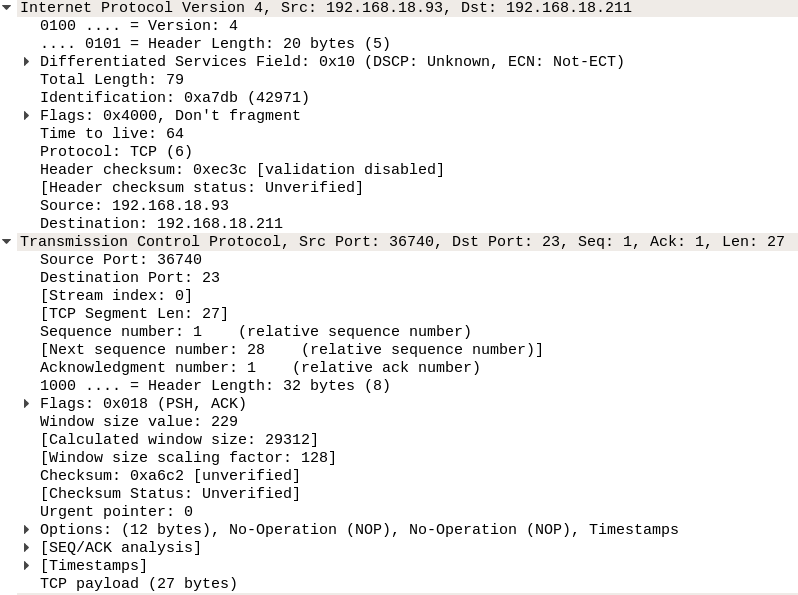 Internet Protocol Version 4, Src: 192.168.18.93, Dst: 192.168.18.211
0100 .... = Version: 4
.... 0101 = Header Length: 20 bytes (5)
Differentiated Services Field: 0x10 (DSCP: Unknown, ECN: Not-ECT)
Total Length: 79
Identification: 0xa7db (42971)
Flags: 0x4000, Don't fragment
Time to live: 64
Protocol: TCP (6)
Header checksum: 0xec3c [validation disabled]
[Header checksum status: Unverified]
Source: 192.168.18.93
Destination: 192.168.18.211
Transmission Control Protocol, Src Port: 36740, Dst Port: 23, Seq: 1, Ack: 1, Len: 27
Source Port: 36740
Destination Port: 23
[Stream index: 0]
[TCP Segment Len: 27]
Sequence number: 1    (relative sequence number)
[Next sequence number: 28    (relative sequence number)]
Acknowledgment number: 1    (relative ack number)
1000 .... = Header Length: 32 bytes (8)
Flags: 0x018 (PSH, ACK)
Window size value: 229
[Calculated window size: 29312]
[Window size scaling factor: 128]
Checksum: 0xa6c2 [unverified]
[Checksum Status: Unverified]
Urgent pointer: 0
Options: (12 bytes), No-Operation (NOP), No-Operation (NOP), Timestamps
[SEQ/ACK analysis]
[Timestamps]
TCP payload (27 bytes)